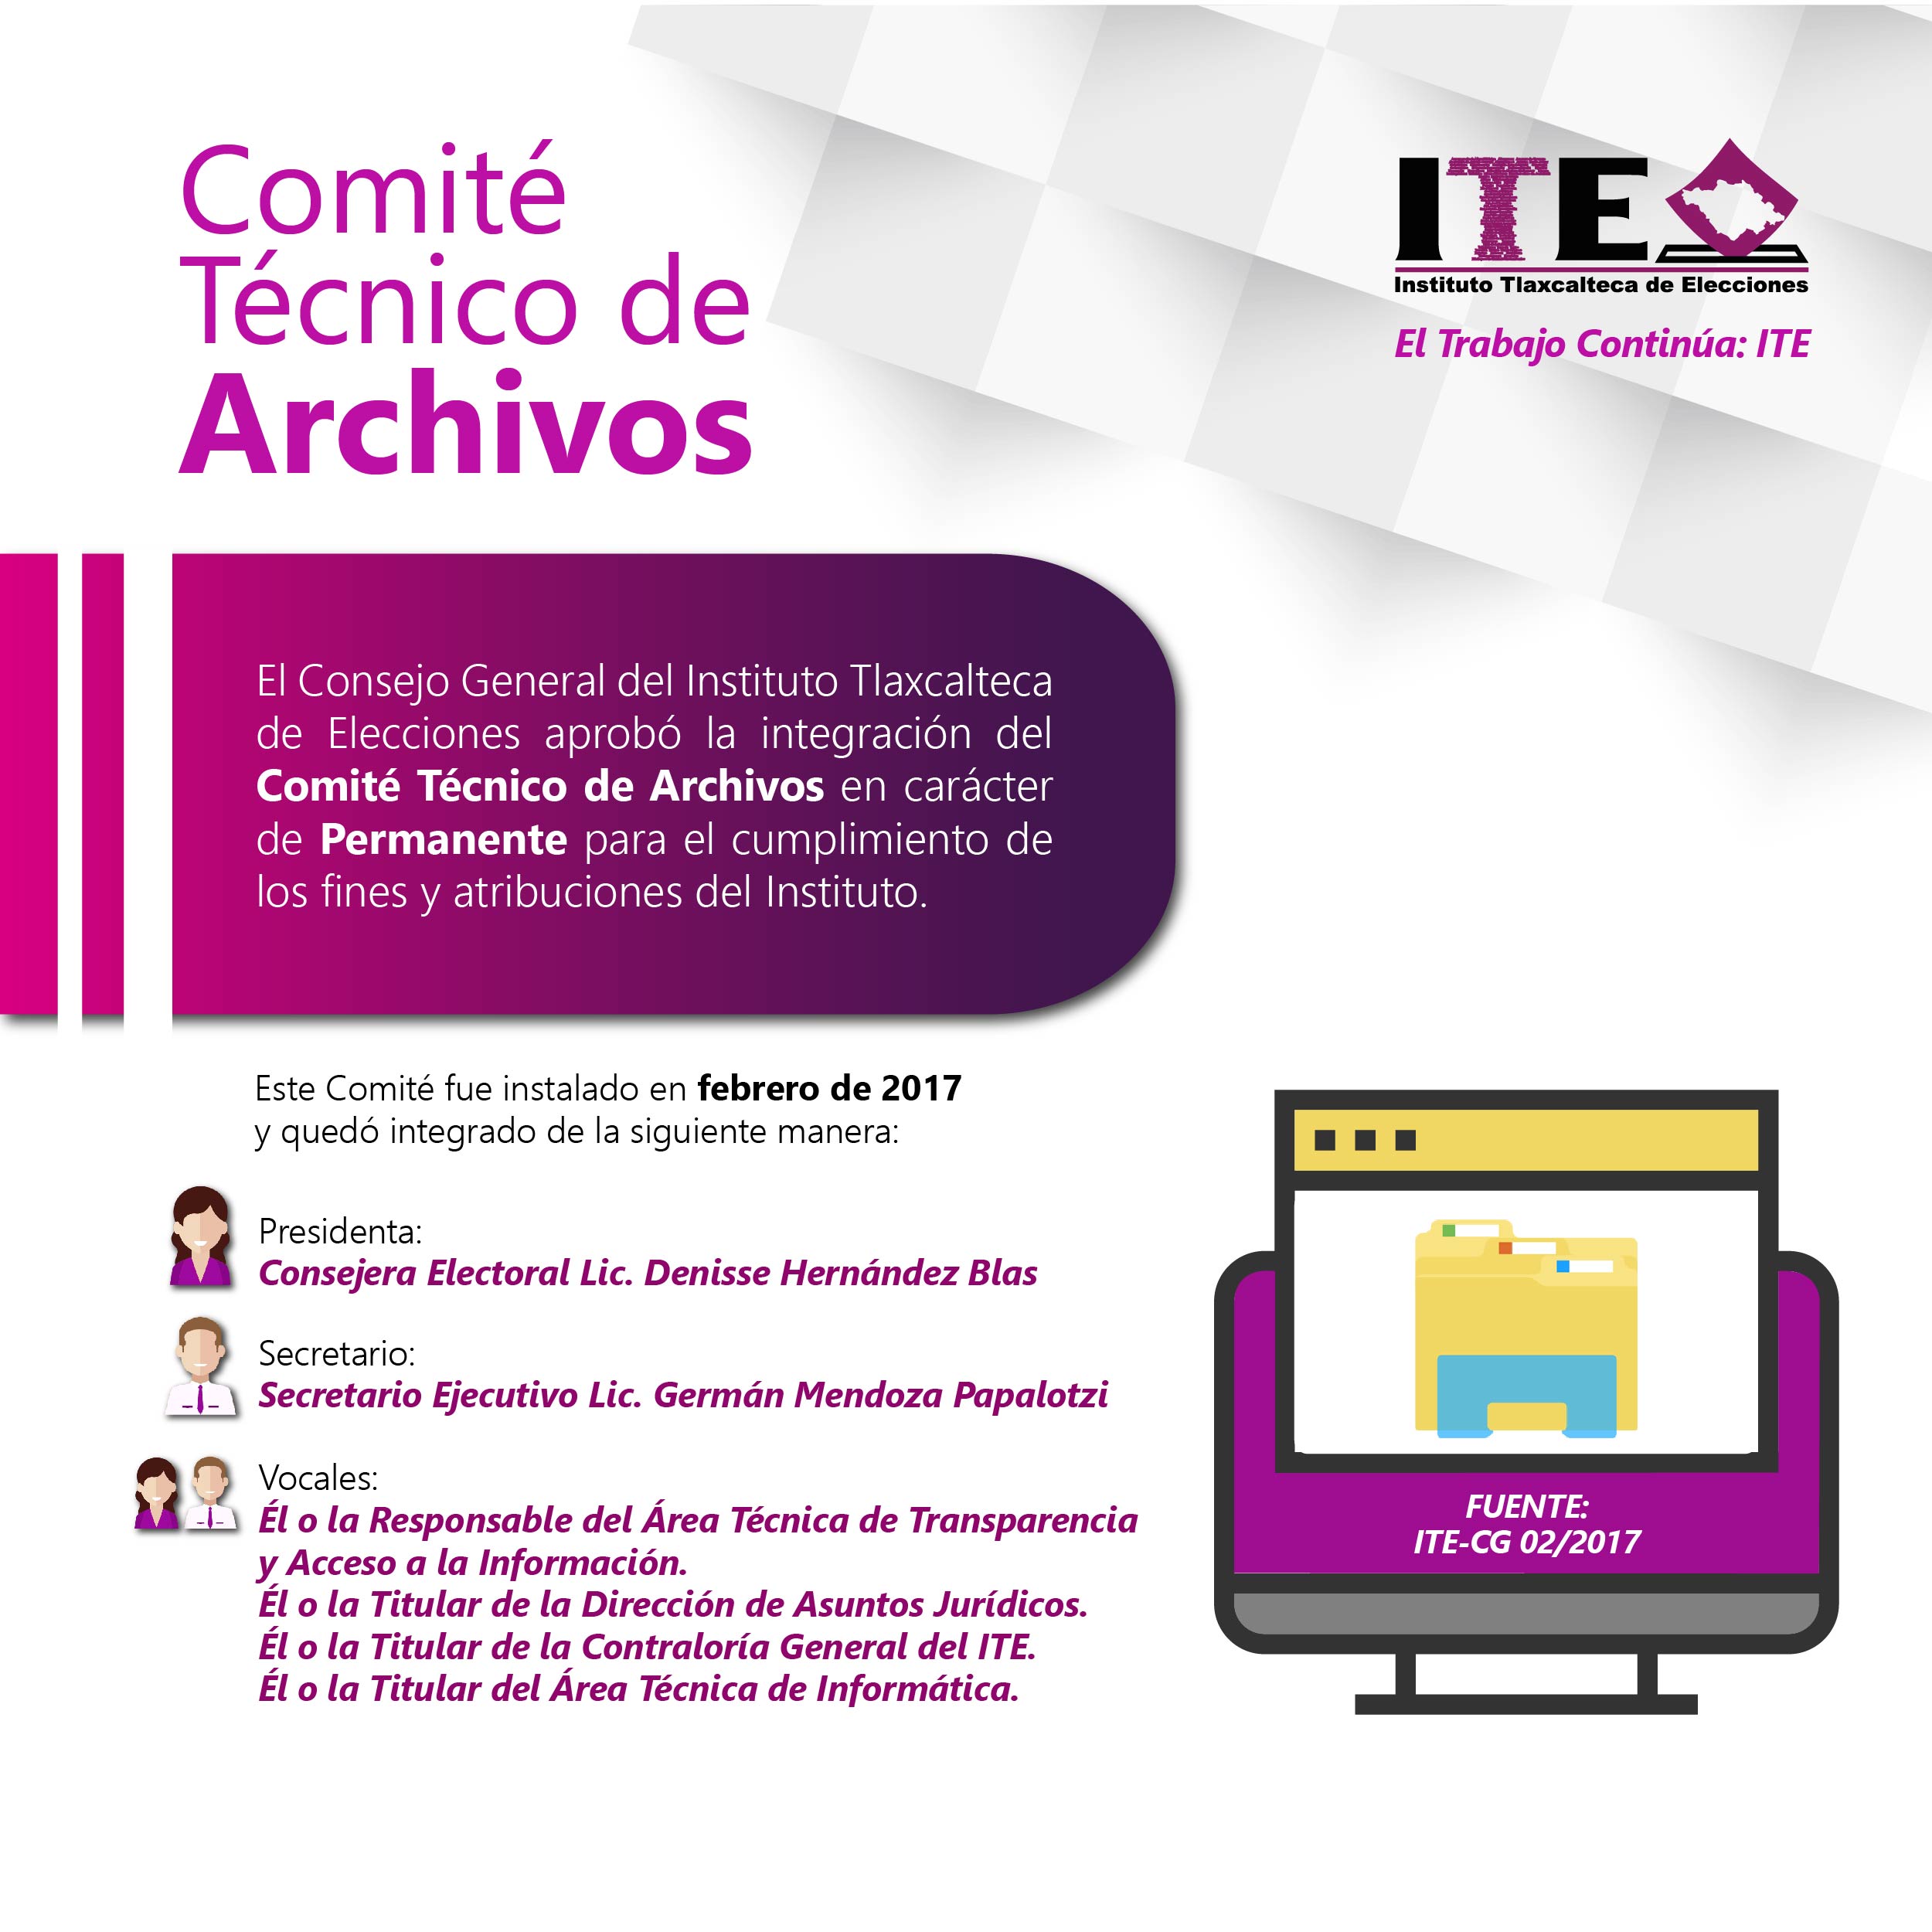 Comité
Técnico de
Archivos
ITE
Instituto Tlaxcalteca de Elecciones
El Trabajo Continúa: ITE
El Consejo General del Instituto Tlaxcalteca
de Elecciones aprobó la integración del
Comité Técnico de Archivos en carácter
de Permanente para el cumplimiento de
los fines y atribuciones del Instituto.
Este Comité fue instalado en febrero de 2017
y quedó integrado de la siguiente manera:
Presidenta:
Consejera Electoral Lic. Denisse Hernández Blas
Secretario:
Secretario Ejecutivo Lic. Germán Mendoza Papalotzi
Vocales:
Él o la Responsable del Área Técnica de Transparencia
y Acceso a la Información.
Él o la Titular de la Dirección de Asuntos Jurídicos.
Él o la Titular de la Contraloría General del ITE.
Él o la Titular del Área Técnica de Informática.
FUENTE:
ITE-CG 02/2017